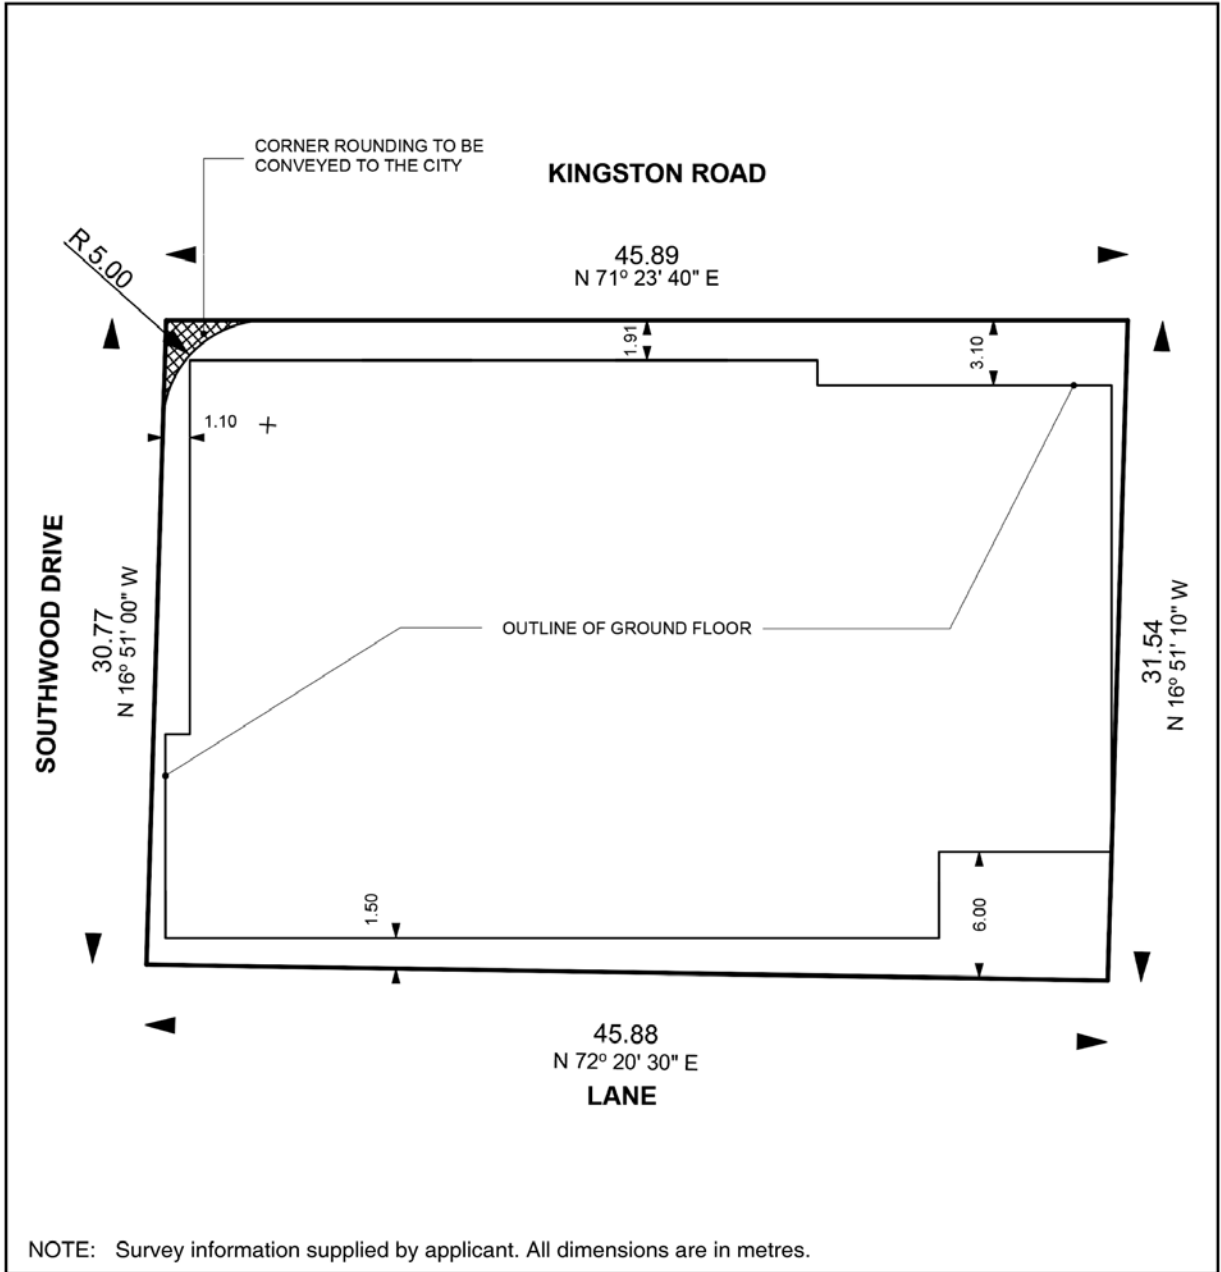 CORNER ROUNDING TO BE
CONVEYED TO THE CITY
KINGSTON ROAD
R 5.00
45.89
N 71º 23' 40" E
1.91
3.10
1.10
SOUTHWOOD DRIVE
30.77
N 16º 51' 00" W
OUTLINE OF GROUND FLOOR
31.54
N 16º 51' 10" W
1.50
6.00
45.88
N 72º 20' 30" E
LANE
NOTE: Survey information supplied by applicant. All dimensions are in metres.